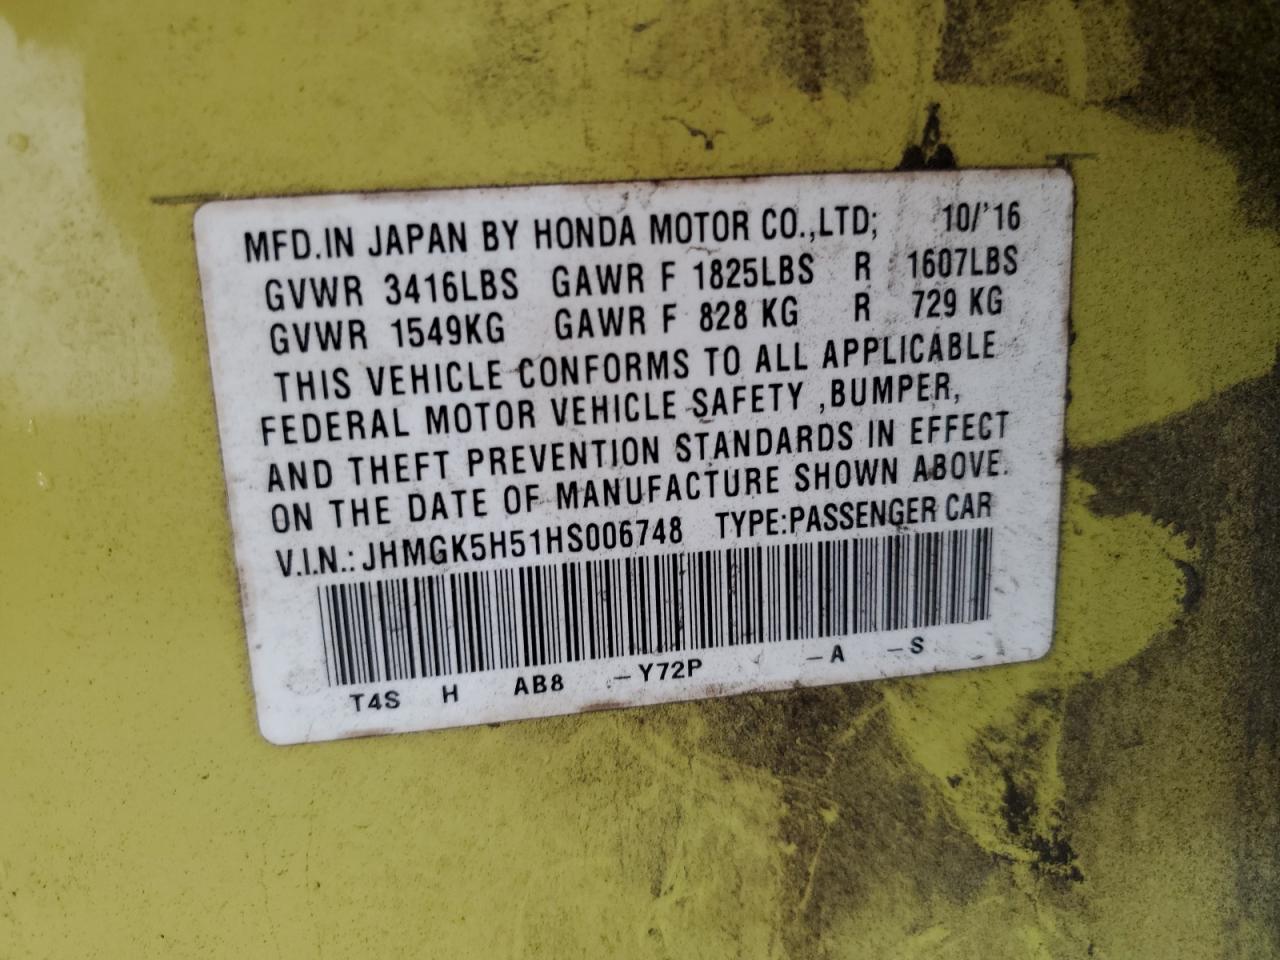 MFD.IN JAPAN BY HONDA MOTOR CO.,LTD; 10/'16
GVWR 3416LBS GAWR F 1825LBS R 1607LBS
GVWR 1549KG GAWR F 828 KG R 729 KG
THIS VEHICLE CONFORMS TO ALL APPLICABLE
FEDERAL MOTOR VEHICLE SAFETY ,BUMPER,
AND THEFT PREVENTION STANDARDS IN EFFECT
ON THE DATE OF MANUFACTURE SHOWN ABOVE.
V.I.N.: JHMGK5H51HS006748 TYPE:PASSENGER CAR
T4S H AB8 –Y72P –A –S